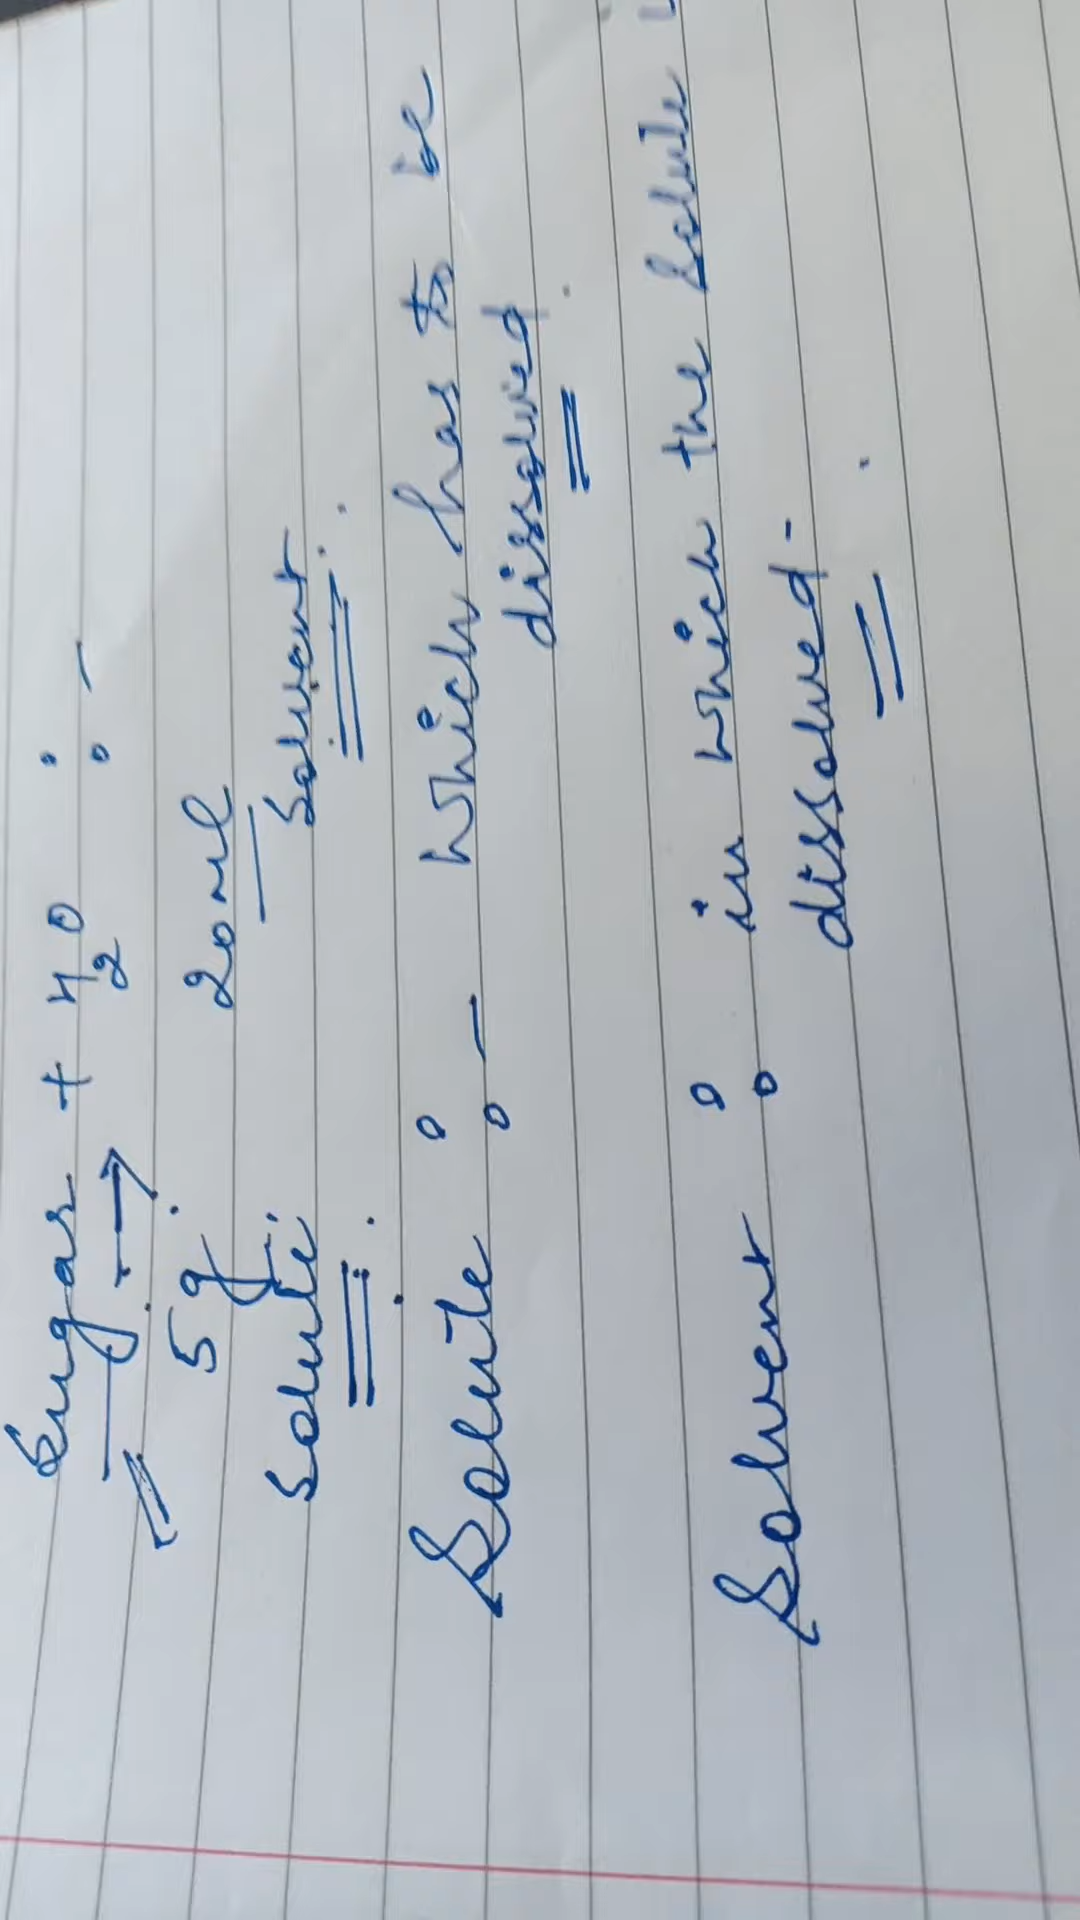 Sugar + H2O :-
5g. 20ml
Solute. Solvent.
Solute :- which has to be
dissolved.
Solvent : in which the solute
dissolved -